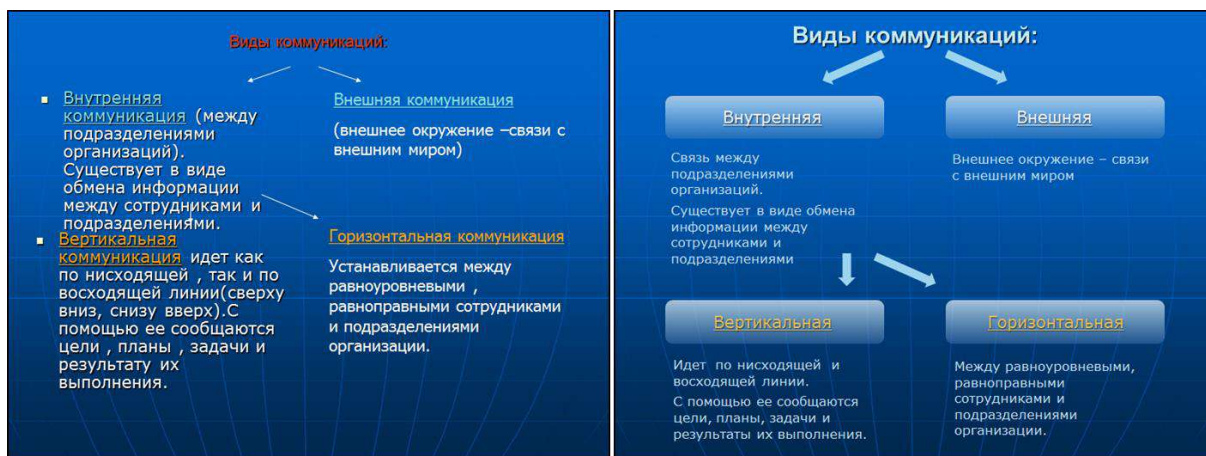 Виды коммуникаций:
Внутренняя
коммуникация (между
подразделениями
организаций).
Существует в виде
обмена информации
между сотрудниками и
подразделениями.
Внешняя коммуникация
(внешнее окружение –связи с
внешним миром)
Вертикальная
коммуникация идет как
по нисходящей , так и по
восходящей линии(сверху
вниз, снизу вверх).С
помощью ее сообщаются
цели , планы , задачи и
результату их
выполнения.
Горизонтальная коммуникация
Устанавливается между
равноуровневыми ,
равноправными сотрудниками
и подразделениями
организации.
Виды коммуникаций:
Внутренняя
Связь между
подразделениями
организаций.
Существует в виде обмена
информации между
сотрудниками и
подразделениями
Внешняя
Внешнее окружение – связи
с внешним миром
Вертикальная
Идет по нисходящей и
восходящей линии.
С помощью ее сообщаются
цели, планы, задачи и
результаты их выполнения.
Горизонтальная
Между равноуровневыми,
равноправными
сотрудниками и
подразделениями
организации.